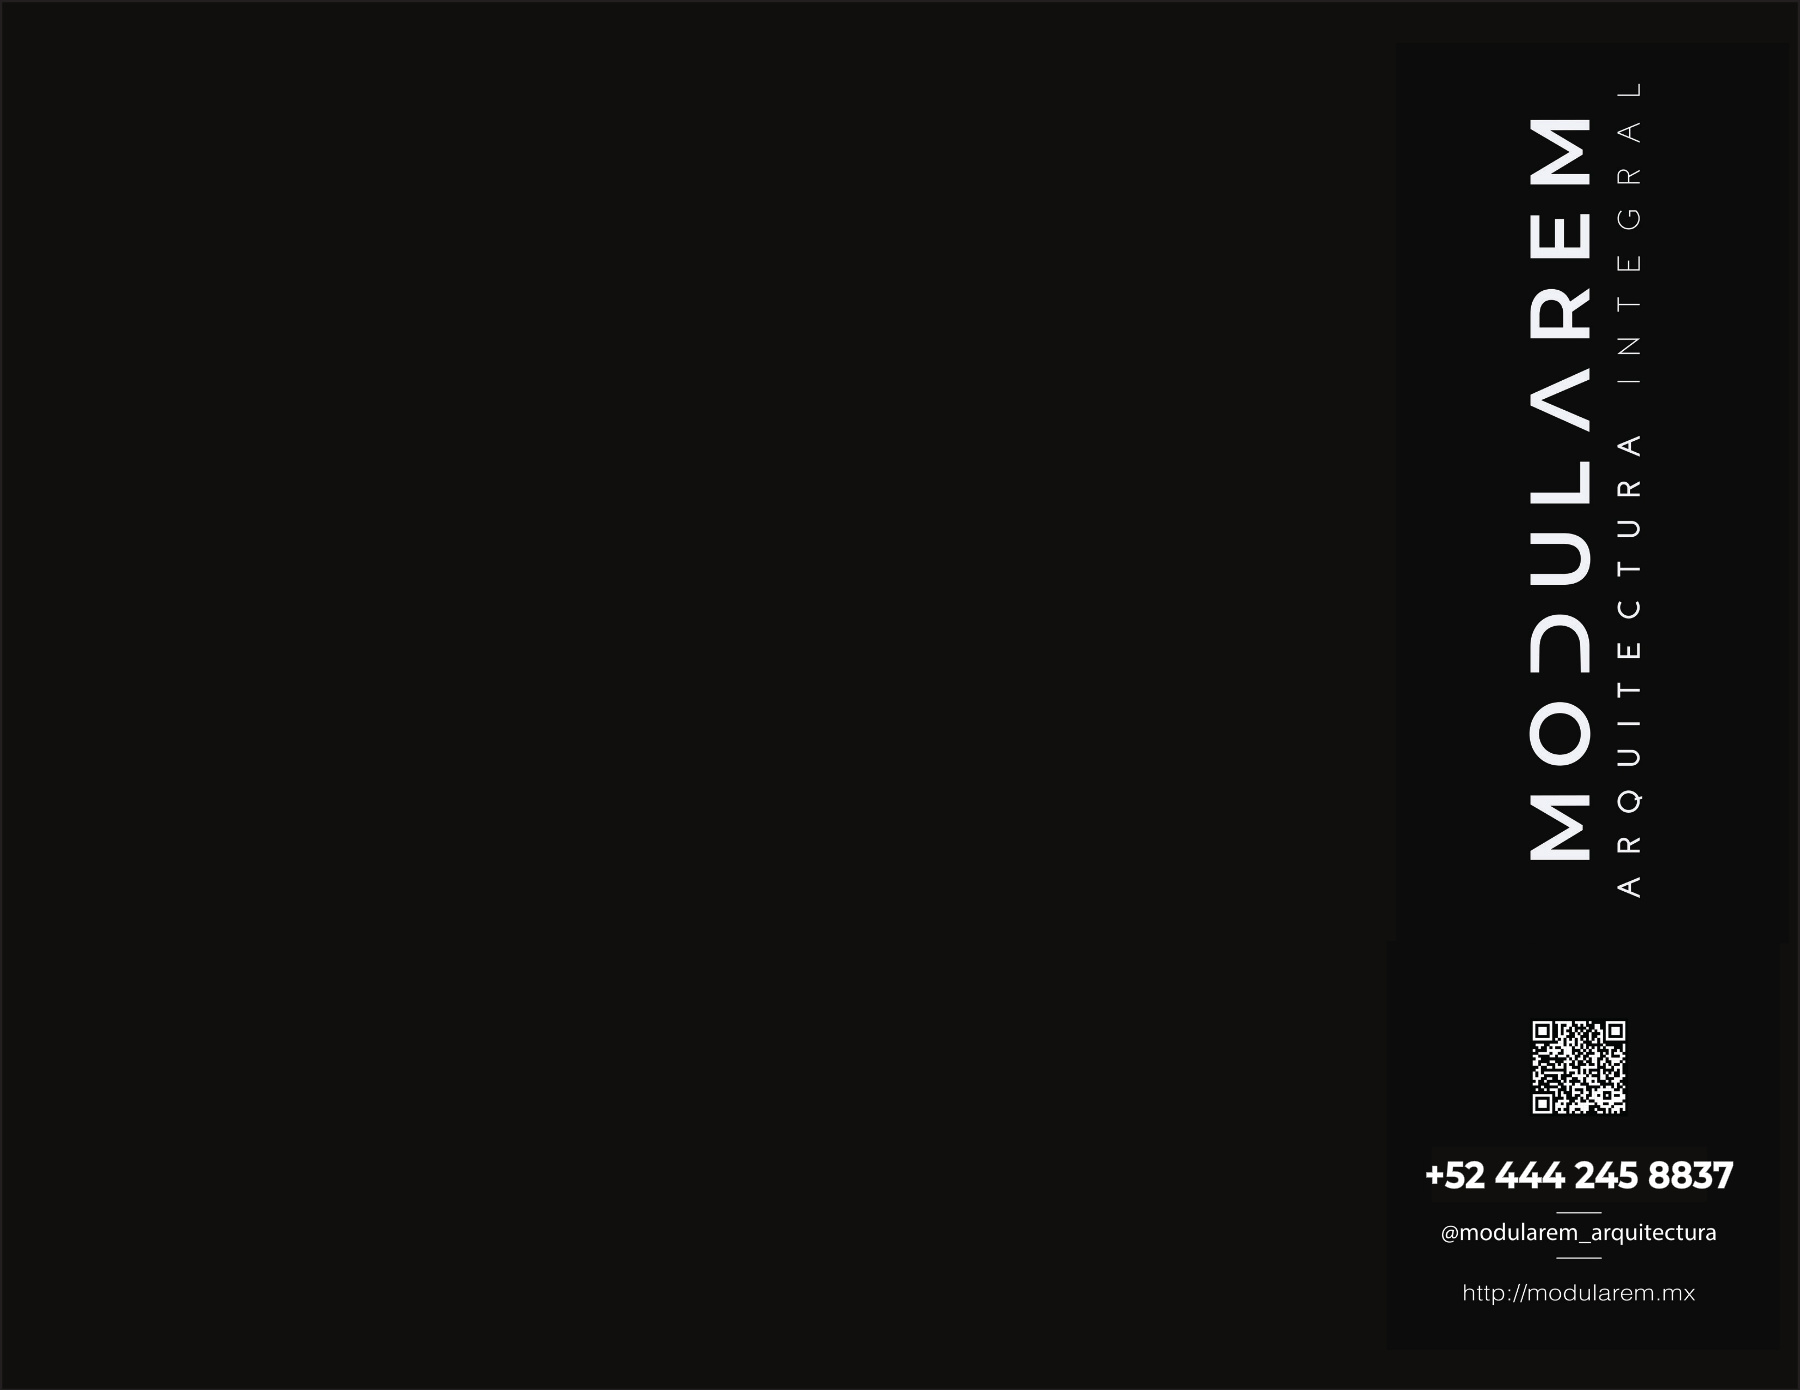 MODULAREM
ARQUITECTURA INTEGRAL
+52 444 245 8837
@modularem_arquitectura
http://modularem.mx